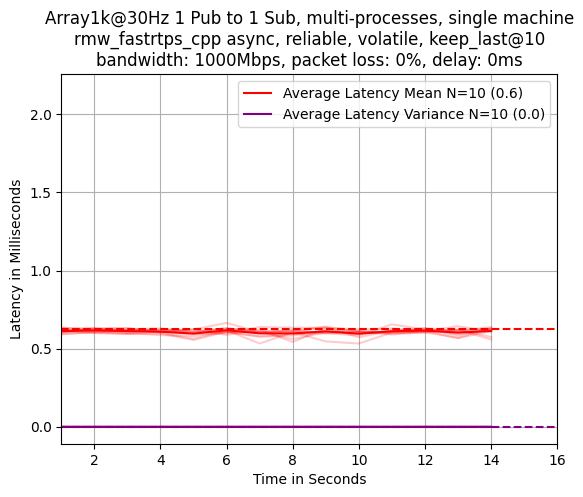 Array1k@30Hz 1 Pub to 1 Sub, multi-processes, single machine
rmw_fastrtps_cpp async, reliable, volatile, keep_last@10
bandwidth: 1000Mbps, packet loss: 0%, delay: 0ms
Average Latency Mean N=10 (0.6)
Average Latency Variance N=10 (0.0)
Latency in Milliseconds
2.0
1.5
1.0
0.5
0.0
2 4 6 8 10 12 14 16
Time in Seconds